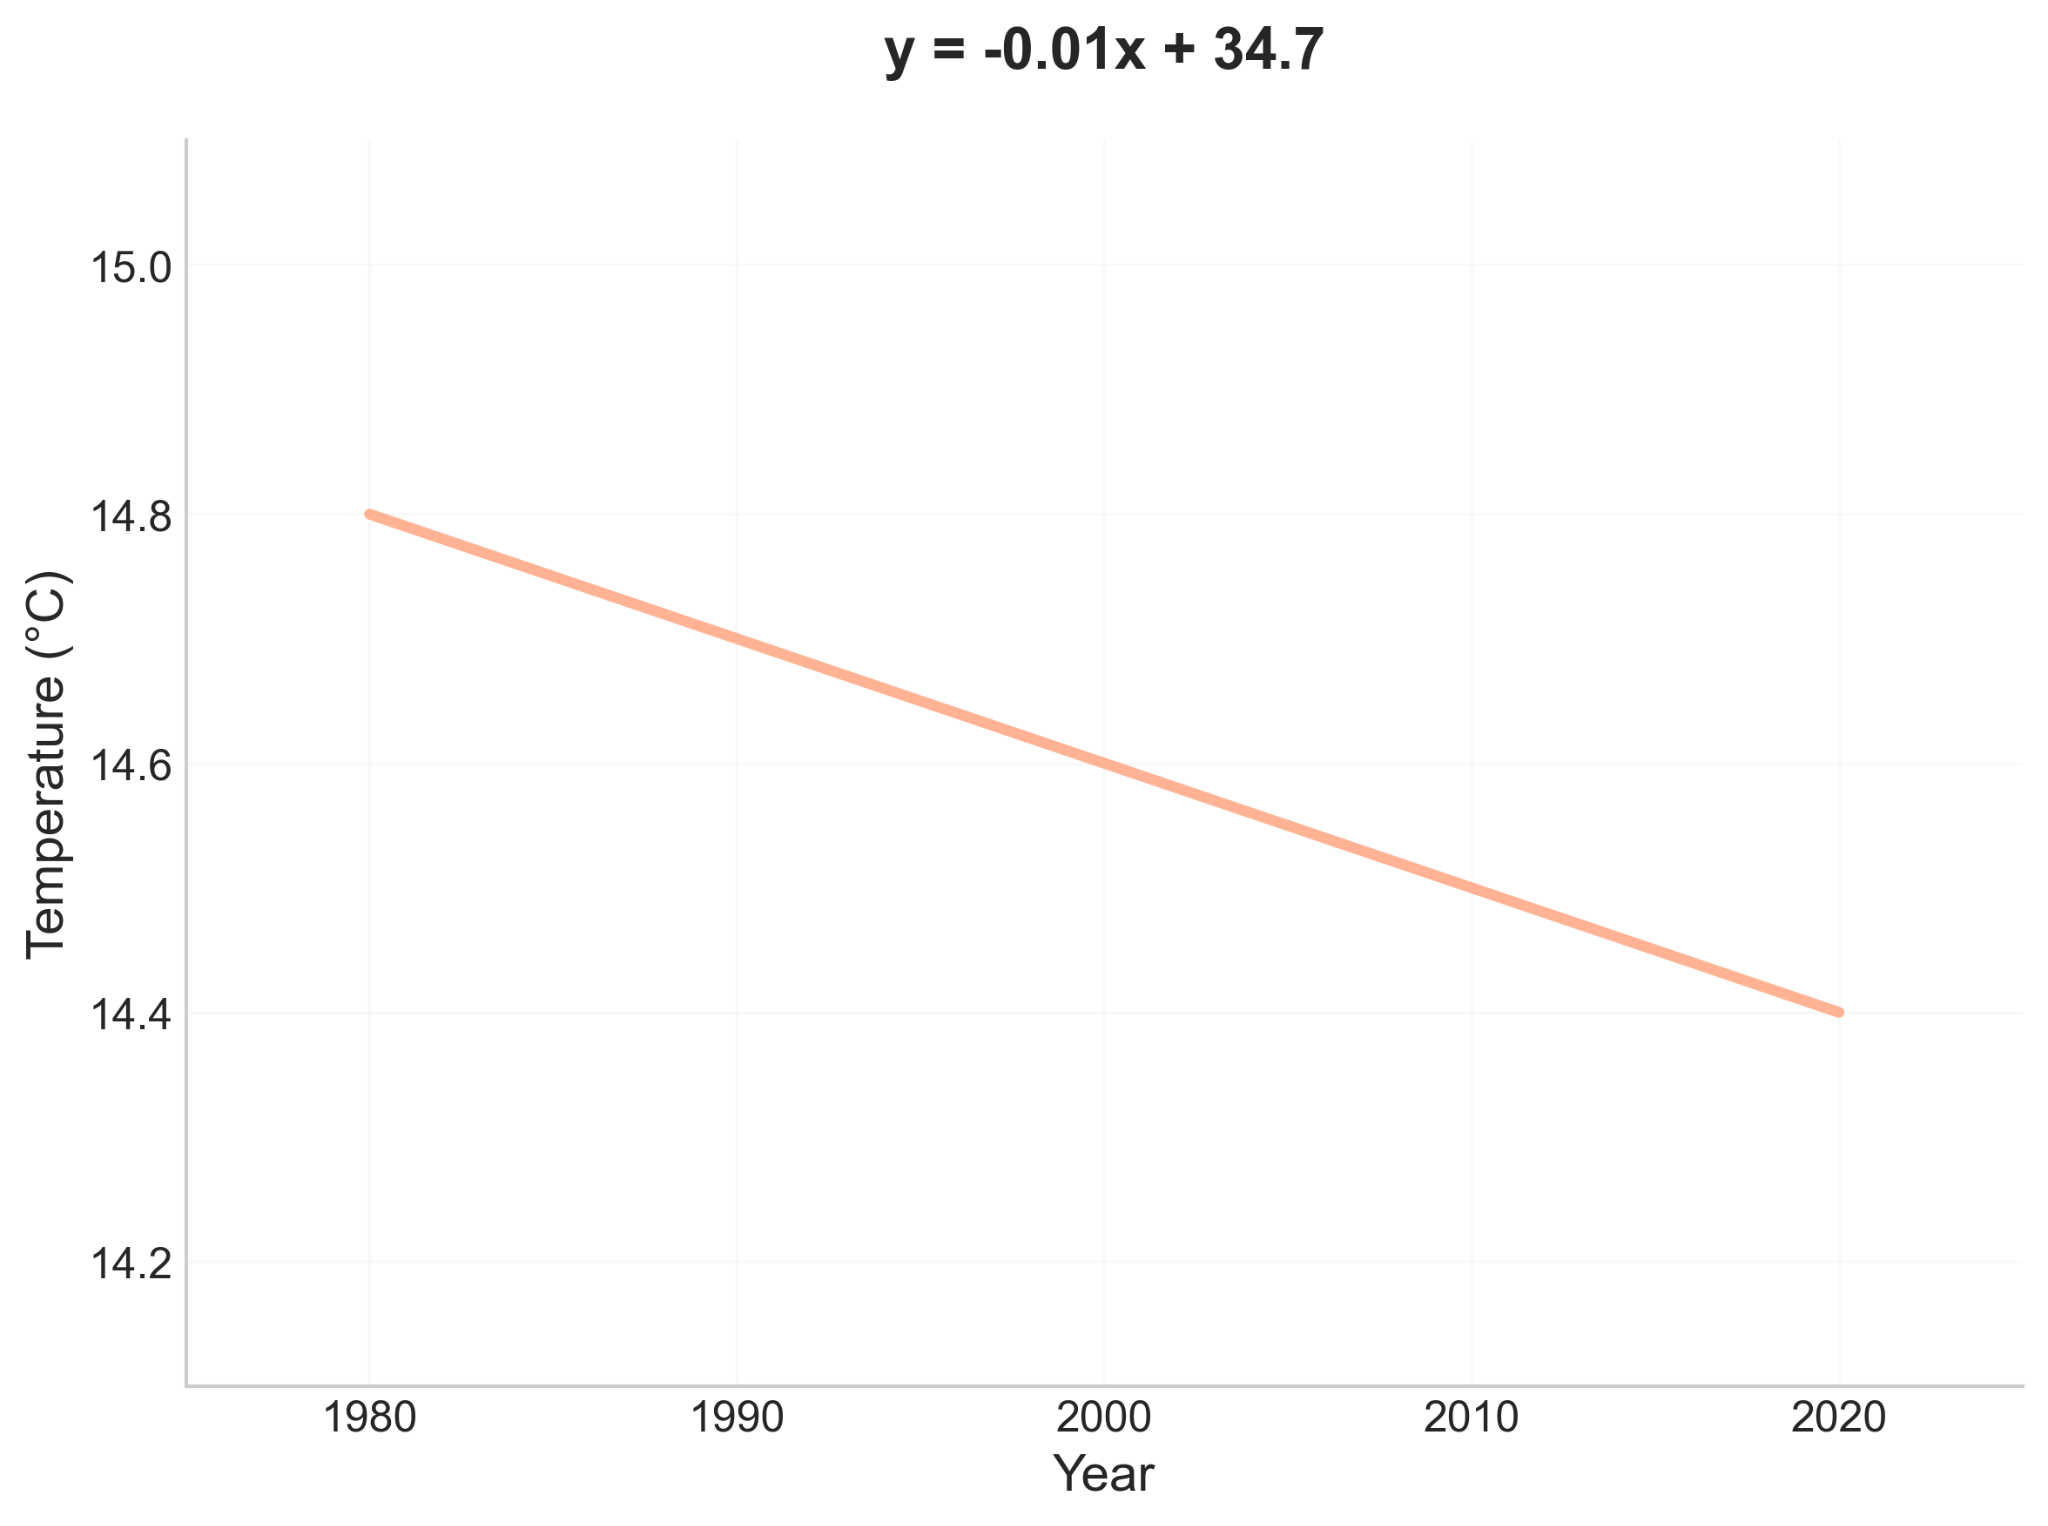 y = -0.01x + 34.7
15.0
14.8
14.6
14.4
14.2
Temperature (°C)
1980 1990 2000 2010 2020
Year